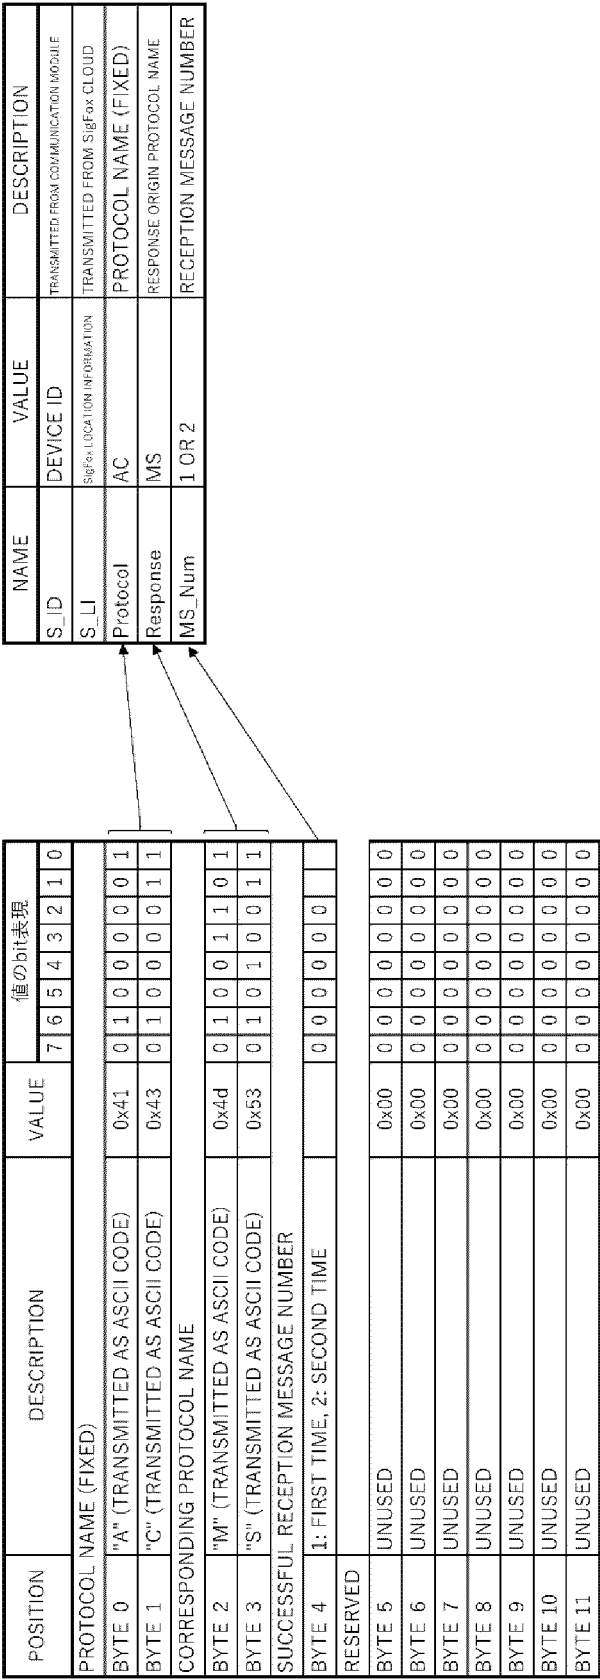 POSITION DESCRIPTION VALUE 値のbit表現
7 6 5 4 3 2 1 0
PROTOCOL NAME (FIXED)
BYTE 0 "A" (TRANSMITTED AS ASCII CODE) 0x41 0 1 0 0 0 0 0 1
BYTE 1 "C" (TRANSMITTED AS ASCII CODE) 0x43 0 1 0 0 0 0 1 1
CORRESPONDING PROTOCOL NAME
BYTE 2 "M" (TRANSMITTED AS ASCII CODE) 0x4d 0 1 0 0 1 1 0 1
BYTE 3 "S" (TRANSMITTED AS ASCII CODE) 0x53 0 1 0 1 0 0 1 1
SUCCESSFUL RECEPTION MESSAGE NUMBER
BYTE 4 1: FIRST TIME, 2: SECOND TIME 0 0 0 0 0 0
RESERVED
BYTE 5 UNUSED 0x00 0 0 0 0 0 0 0 0
BYTE 6 UNUSED 0x00 0 0 0 0 0 0 0 0
BYTE 7 UNUSED 0x00 0 0 0 0 0 0 0 0
BYTE 8 UNUSED 0x00 0 0 0 0 0 0 0 0
BYTE 9 UNUSED 0x00 0 0 0 0 0 0 0 0
BYTE 10 UNUSED 0x00 0 0 0 0 0 0 0 0
BYTE 11 UNUSED 0x00 0 0 0 0 0 0 0 0
NAME VALUE DESCRIPTION
S_ID DEVICE ID TRANSMITTED FROM COMMUNICATION MODULE
S_LI SigFox LOCATION INFORMATION TRANSMITTED FROM SigFox CLOUD
Protocol AC PROTOCOL NAME (FIXED)
Response MS RESPONSE ORIGIN PROTOCOL NAME
MS_Num 1 OR 2 RECEPTION MESSAGE NUMBER